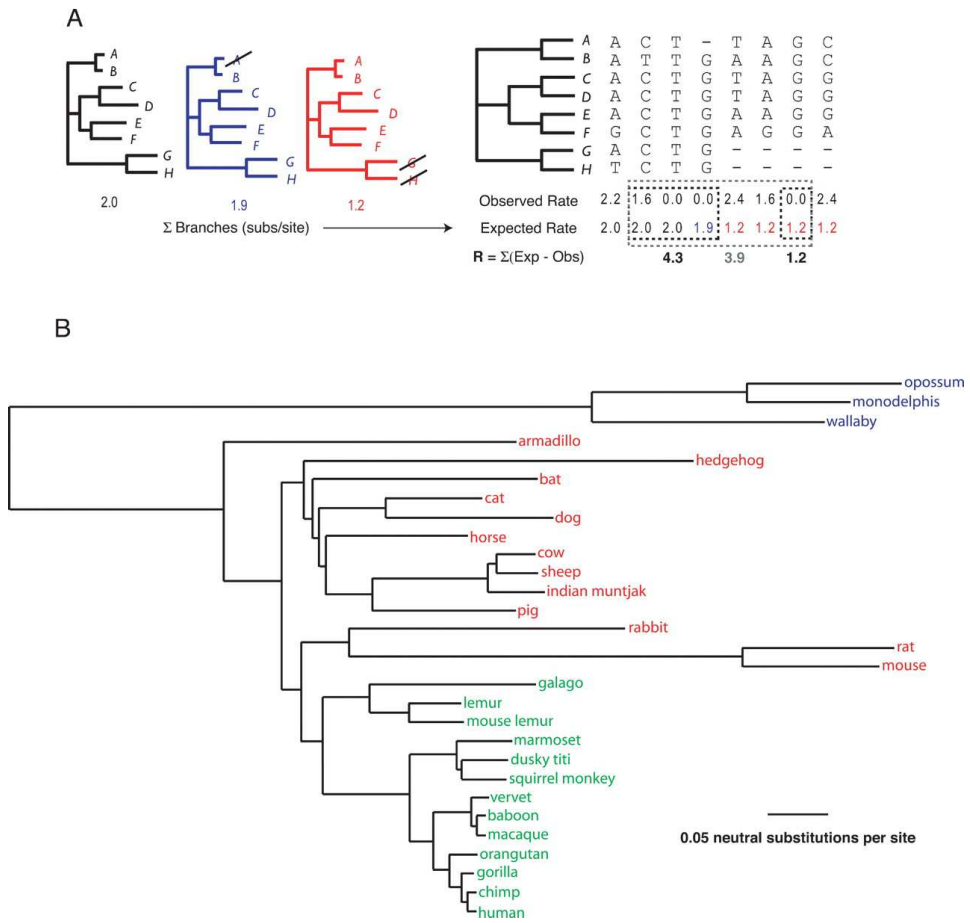 A
A
B
C
D
E
F
G
H
2.0
A
B
C
D
E
F
G
H
1.9
A
B
C
D
E
F
G
H
1.2
Σ Branches (subs/site)
A A C T - T A G C
B A T T G A A G C
C A C T G T A G G
D A C T G T A G G
E A C T G A A G G
F G C T G A G G A
G A C T G - - - -
H T C T G - - - -
Observed Rate 2.2 1.6 0.0 0.0 2.4 1.6 0.0 2.4
Expected Rate 2.0 2.0 2.0 1.9 1.2 1.2 1.2 1.2
R = Σ(Exp - Obs) 4.3 3.9 1.2
B
opossum
monodelphis
wallaby
armadillo
hedgehog
bat
cat
dog
horse
cow
sheep
indian muntjak
pig
rabbit
rat
mouse
galago
lemur
mouse lemur
marmoset
dusky titi
squirrel monkey
vervet
baboon
macaque
orangutan
gorilla
chimp
human
0.05 neutral substitutions per site